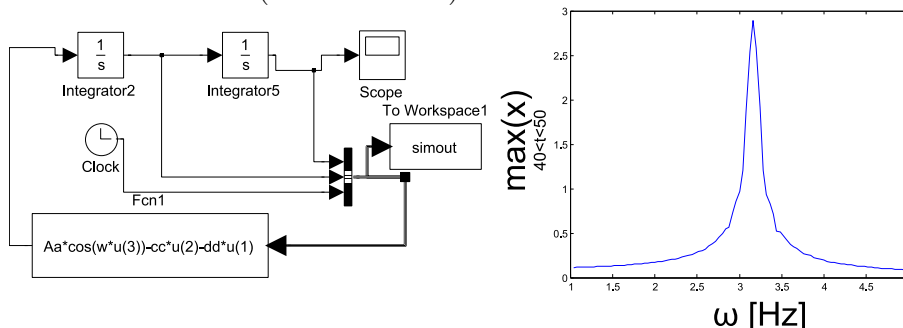 1
s
Integrator2
1
s
Integrator5
Scope
To Workspace1
simout
Clock
Fcn1
Aa*cos(w*u(3))-cc*u(2)-dd*u(1)
max(x)
40<t<50
3
2.5
2
1.5
1
0.5
0
1 1.5 2 2.5 3 3.5 4 4.5
ω [Hz]